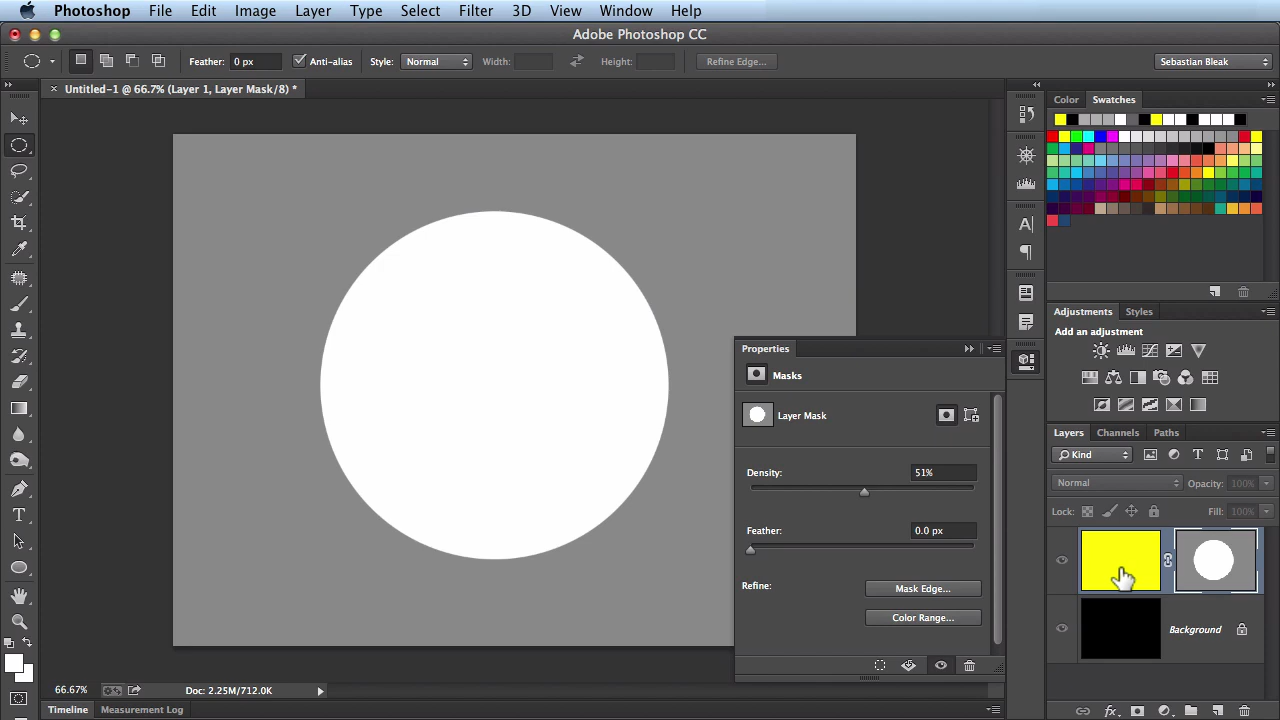 Photoshop File Edit Image Layer Type Select Filter 3D View Window Help
Adobe Photoshop CC
Feather: 0 px Anti-alias Style: Normal Width: Height: Refine Edge... Sebastian Bleak
Untitled-1 @ 66.7% (Layer 1, Layer Mask/8) *
Color Swatches
Adjustments Styles
Add an adjustment
Properties
Masks
Layer Mask
Density: 51%
Feather: 0.0 px
Refine: Mask Edge...
Color Range...
Layers Channels Paths
Kind
Normal Opacity: 100%
Lock: Fill: 100%
Background
66.67% Doc: 2.25M/712.0K
Timeline Measurement Log